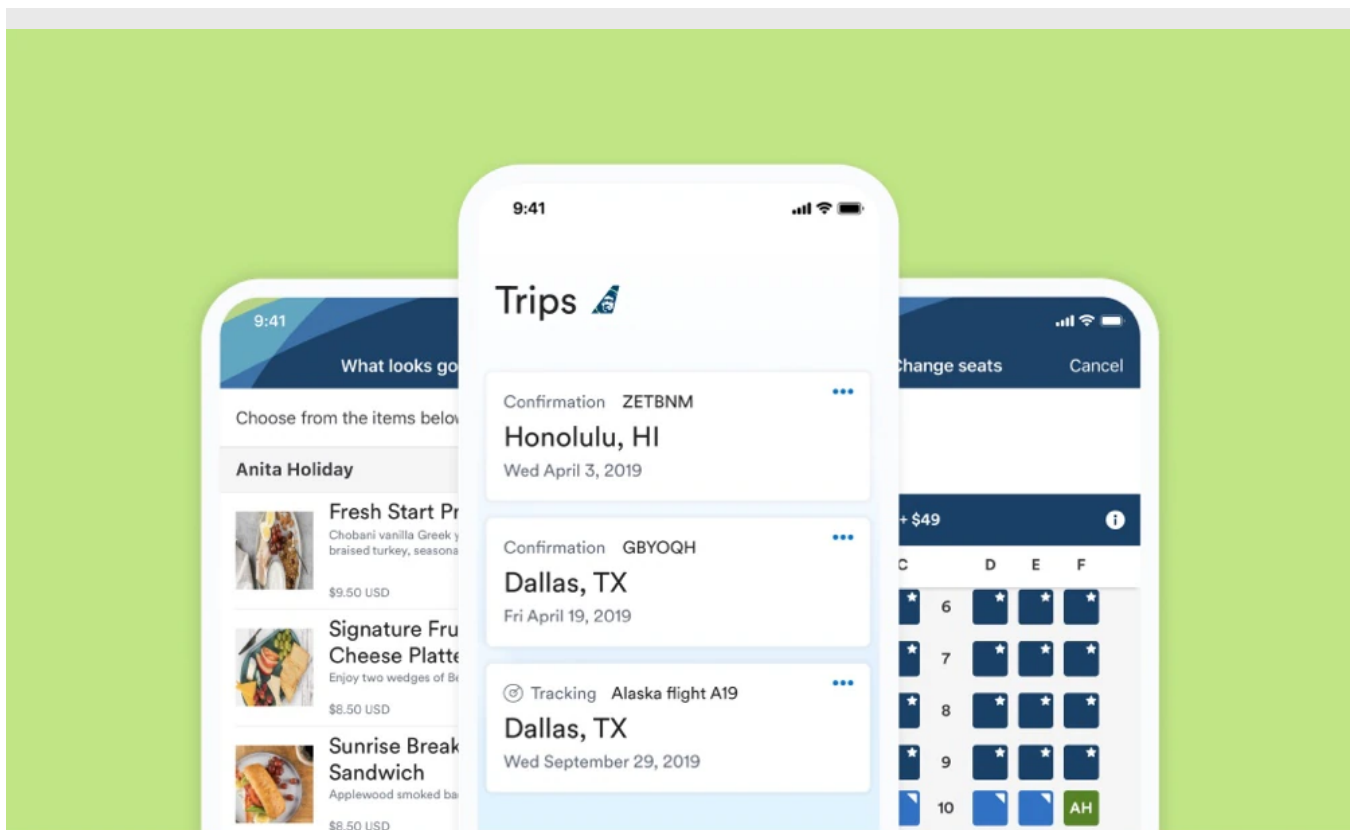 9:41
Trips
Confirmation ZETBNM
Honolulu, HI
Wed April 3, 2019
Confirmation GBYOQH
Dallas, TX
Fri April 19, 2019
Tracking Alaska flight A19
Dallas, TX
Wed September 29, 2019
9:41
What looks go
Choose from the items below
Anita Holiday
Fresh Start Pr
Chobani vanilla Greek y
braised turkey, seasona
$9.50 USD
Signature Fru
Cheese Platte
Enjoy two wedges of Be
$8.50 USD
Sunrise Break
Sandwich
Applewood smoked ba
$8.50 USD
Change seats Cancel
+ $49
C D E F
6
7
8
9
10 AH